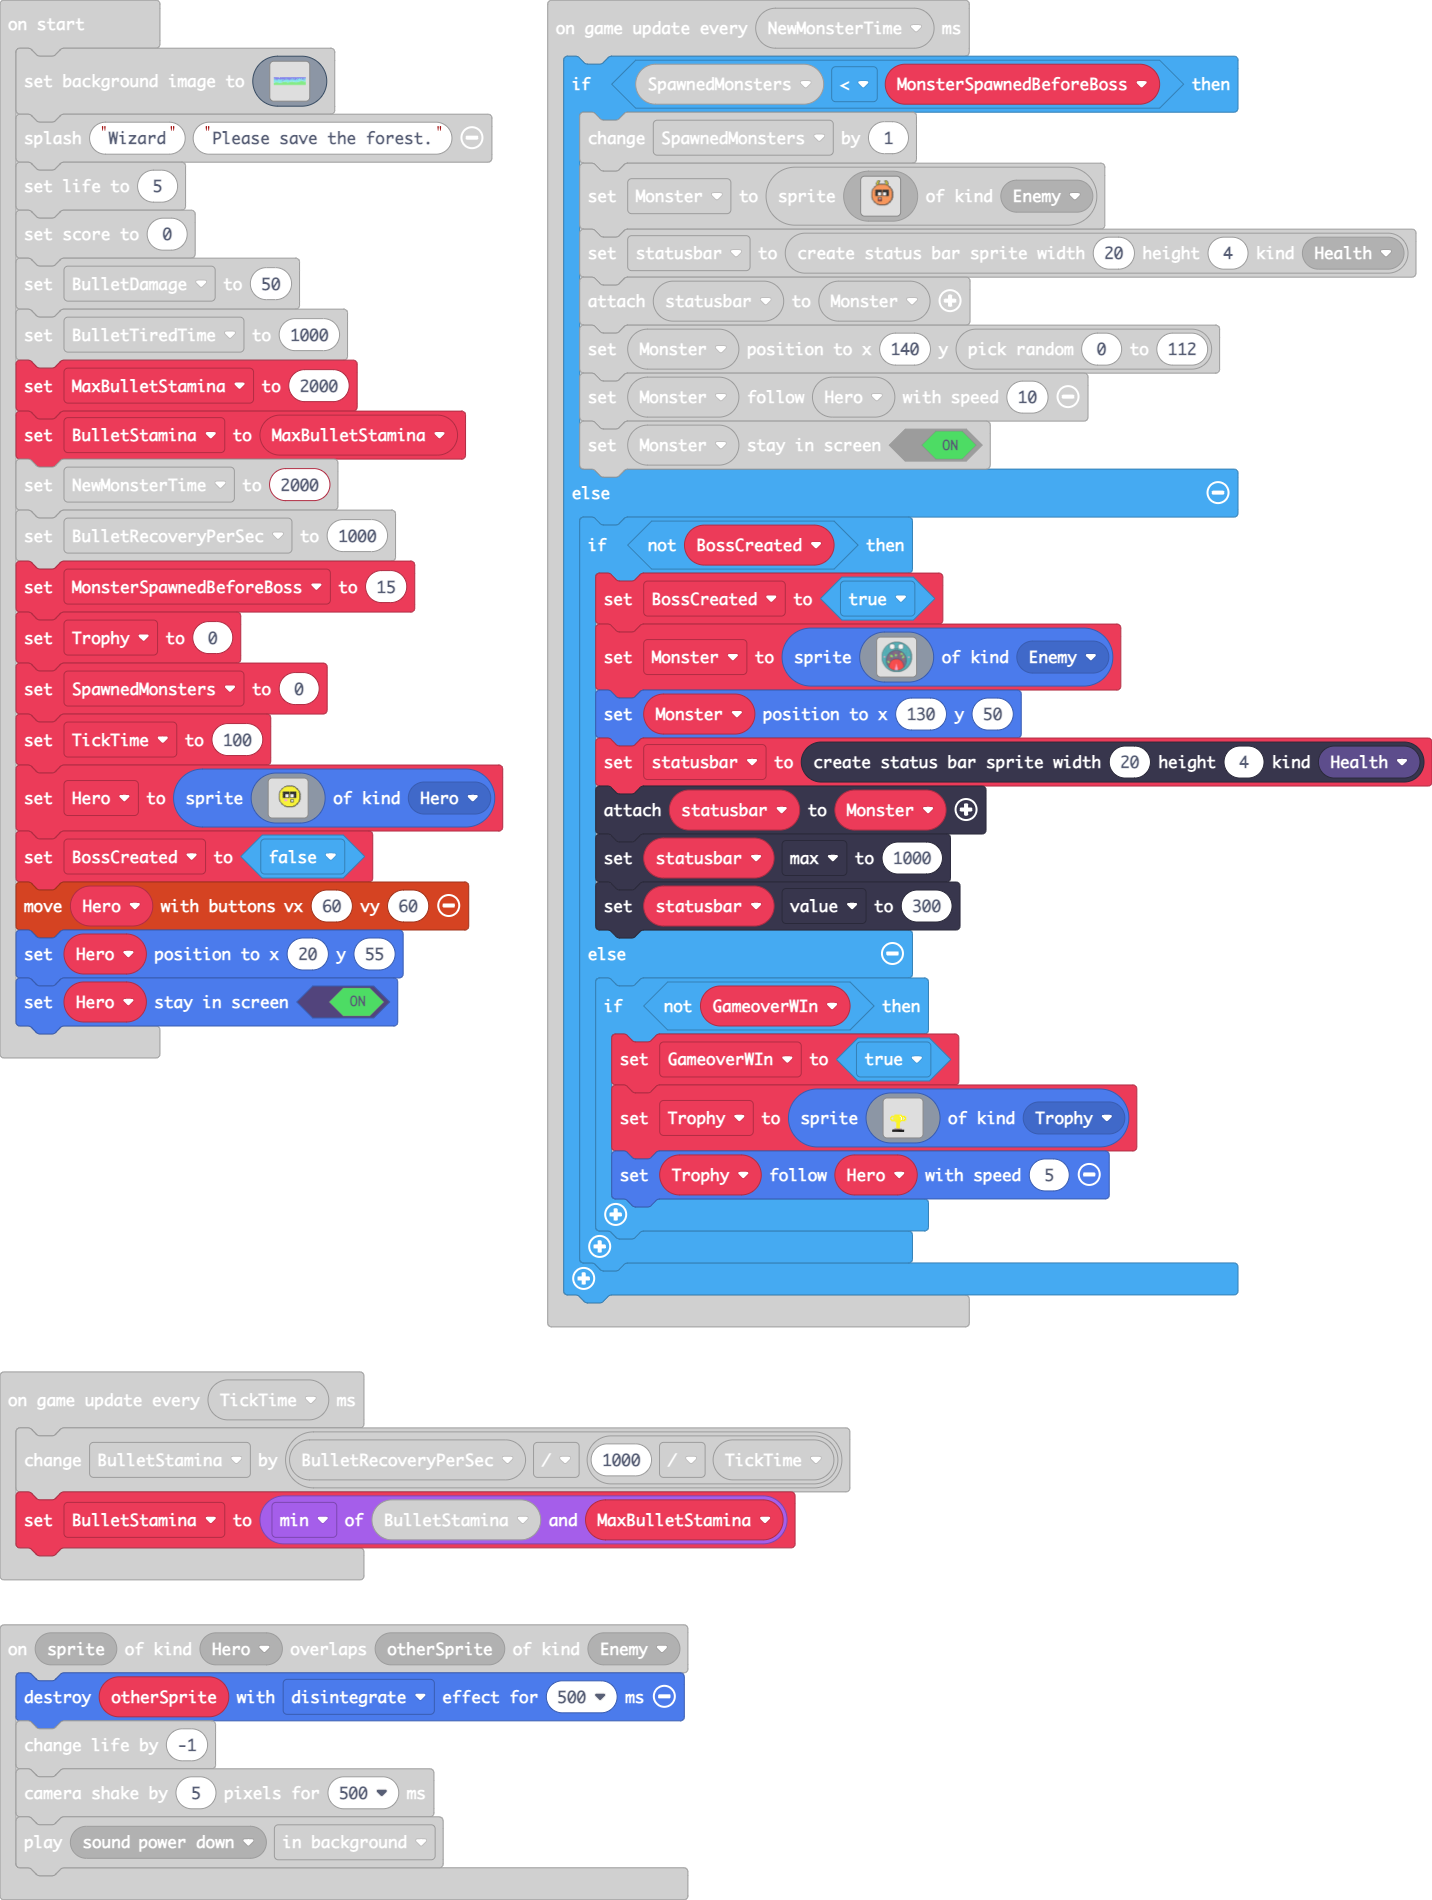 on start
set background image to
splash "Wizard" "Please save the forest."
set life to 5
set score to 0
set BulletDamage to 50
set BulletTiredTime to 1000
set MaxBulletStamina to 2000
set BulletStamina to MaxBulletStamina
set NewMonsterTime to 2000
set BulletRecoveryPerSec to 1000
set MonsterSpawnedBeforeBoss to 15
set Trophy to 0
set SpawnedMonsters to 0
set TickTime to 100
set Hero to sprite of kind Hero
set BossCreated to false
move Hero with buttons vx 60 vy 60
set Hero position to x 20 y 55
set Hero stay in screen ON
on game update every NewMonsterTime ms
if SpawnedMonsters < MonsterSpawnedBeforeBoss then
change SpawnedMonsters by 1
set Monster to sprite of kind Enemy
set statusbar to create status bar sprite width 20 height 4 kind Health
attach statusbar to Monster
set Monster position to x 140 y pick random 0 to 112
set Monster follow Hero with speed 10
set Monster stay in screen ON
else
if not BossCreated then
set BossCreated to true
set Monster to sprite of kind Enemy
set Monster position to x 130 y 50
set statusbar to create status bar sprite width 20 height 4 kind Health
attach statusbar to Monster
set statusbar max to 1000
set statusbar value to 300
else
if not GameoverWIn then
set GameoverWIn to true
set Trophy to sprite of kind Trophy
set Trophy follow Hero with speed 5
on game update every TickTime ms
change BulletStamina by BulletRecoveryPerSec / 1000 / TickTime
set BulletStamina to min of BulletStamina and MaxBulletStamina
on sprite of kind Hero overlaps otherSprite of kind Enemy
destroy otherSprite with disintegrate effect for 500 ms
change life by -1
camera shake by 5 pixels for 500 ms
play sound power down in background